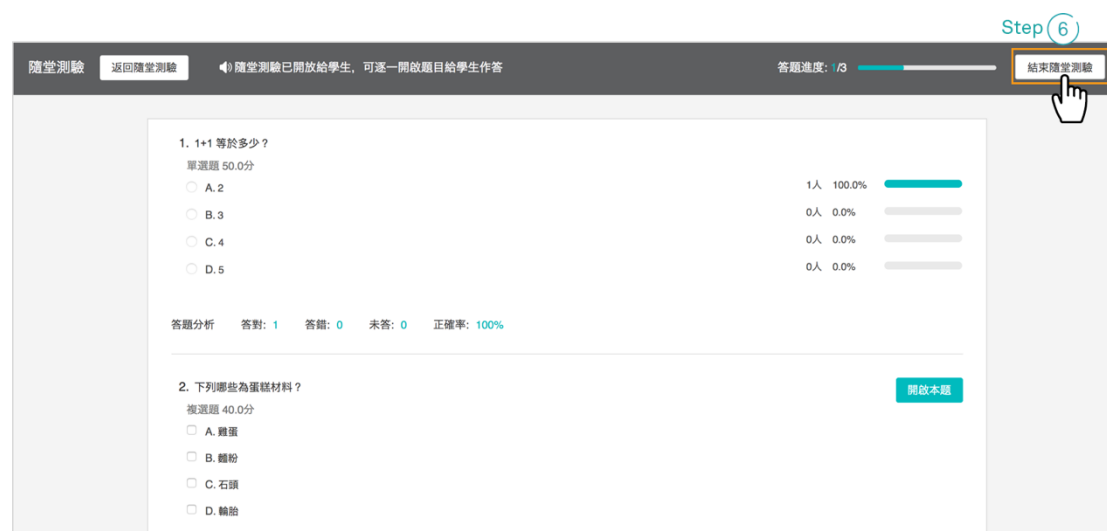 Step 6
隨堂測驗 返回隨堂測驗 隨堂測驗已開放給學生，可逐一開啟題目給學生作答 答題進度: 1/3 結束隨堂測驗
1. 1+1 等於多少？
單選題 50.0分
A. 2 1人 100.0%
B. 3 0人 0.0%
C. 4 0人 0.0%
D. 5 0人 0.0%
答題分析 答對: 1 答錯: 0 未答: 0 正確率: 100%
2. 下列哪些為蛋糕材料？ 開啟本題
複選題 40.0分
A. 雞蛋
B. 麵粉
C. 石頭
D. 輪胎